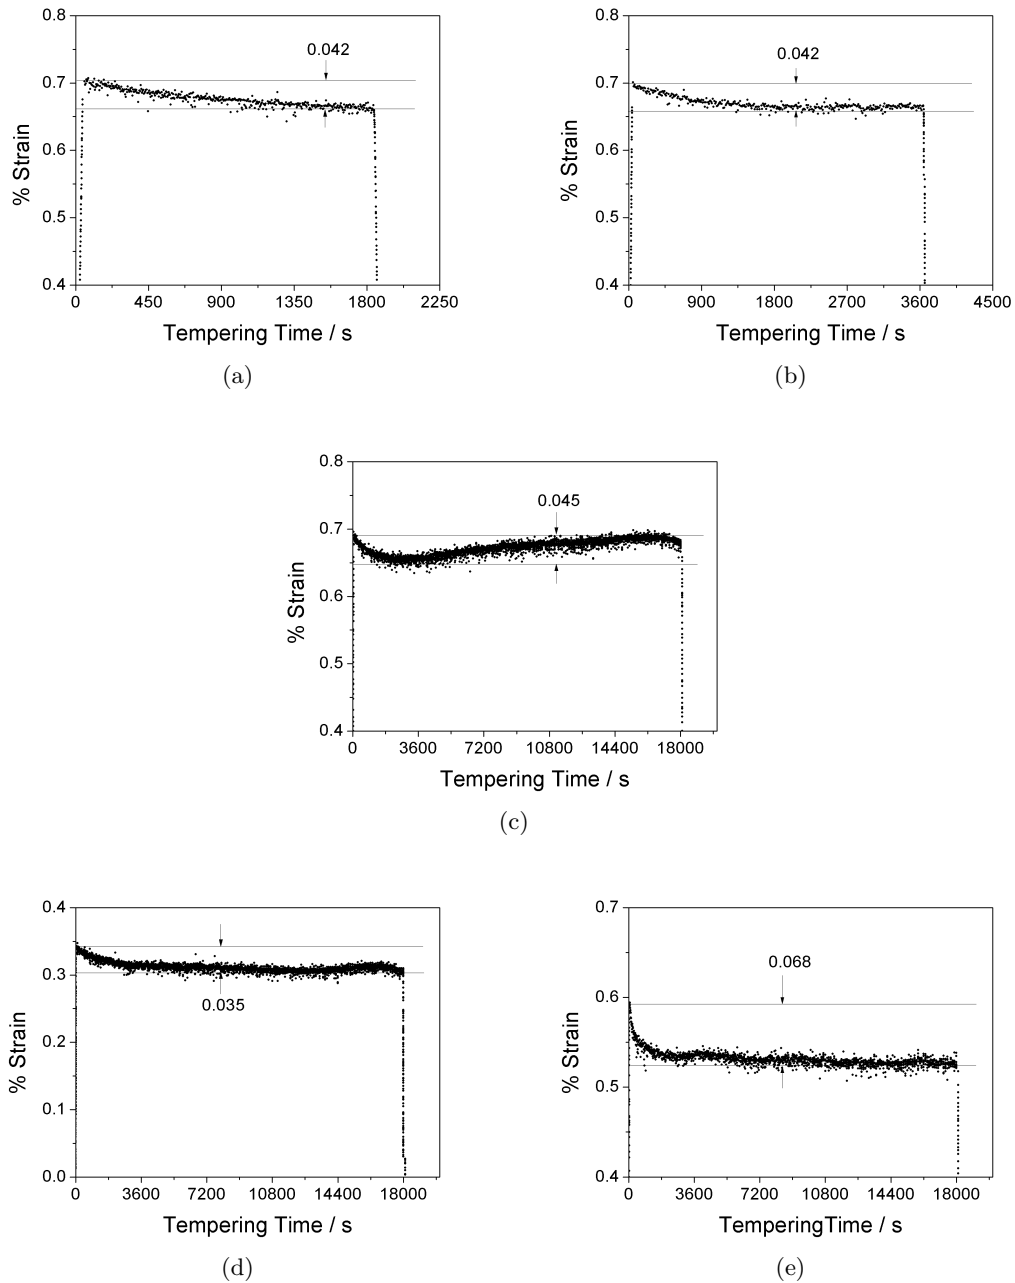 0.8
0.7
0.6
0.5
0.4
% Strain
0.042
0 450 900 1350 1800 2250
Tempering Time / s
(a)
0.8
0.7
0.6
0.5
0.4
% Strain
0.042
0 900 1800 2700 3600 4500
Tempering Time / s
(b)
0.8
0.7
0.6
0.5
0.4
% Strain
0.045
0 3600 7200 10800 14400 18000
Tempering Time / s
(c)
0.4
0.3
0.2
0.1
0.0
% Strain
0.035
0 3600 7200 10800 14400 18000
Tempering Time / s
(d)
0.7
0.6
0.5
0.4
% Strain
0.068
0 3600 7200 10800 14400 18000
TemperingTime / s
(e)